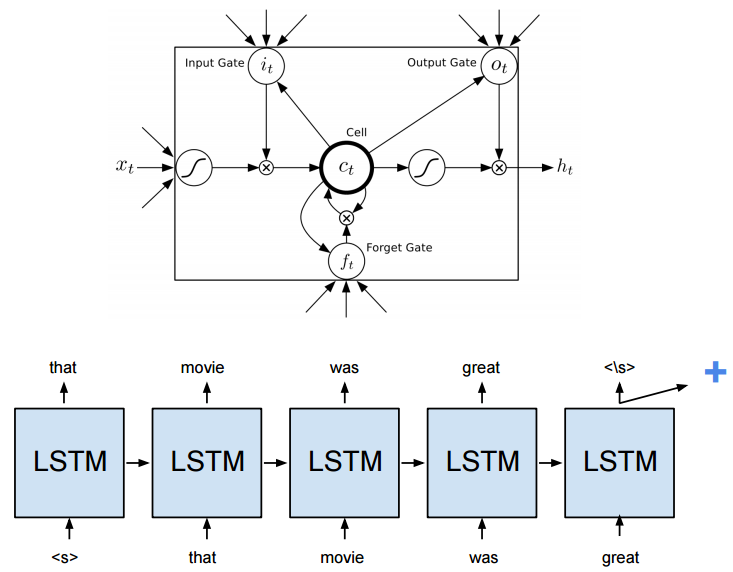 Input Gate i_t Output Gate o_t
Cell
x_t c_t h_t
Forget Gate
f_t
that movie was great <\s> +
LSTM LSTM LSTM LSTM LSTM
<s> that movie was great